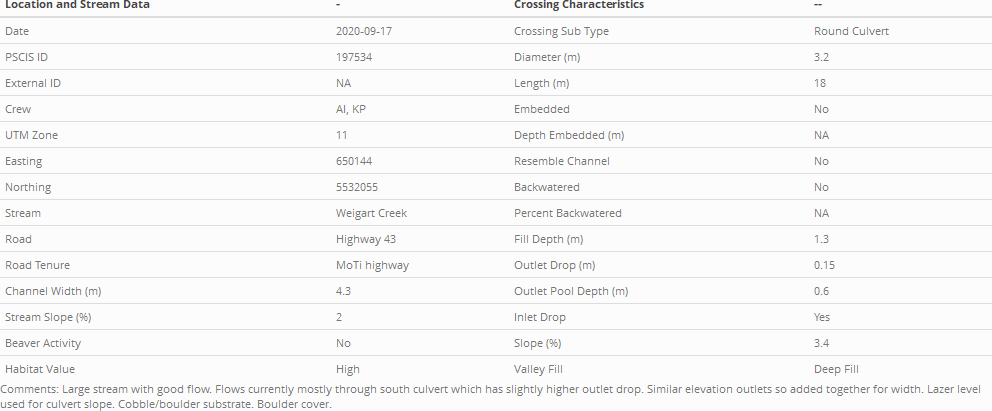 Location and Stream Data - Crossing Characteristics --
Date 2020-09-17 Crossing Sub Type Round Culvert
PSCIS ID 197534 Diameter (m) 3.2
External ID NA Length (m) 18
Crew AI, KP Embedded No
UTM Zone 11 Depth Embedded (m) NA
Easting 650144 Resemble Channel No
Northing 5532055 Backwatered No
Stream Weigart Creek Percent Backwatered NA
Road Highway 43 Fill Depth (m) 1.3
Road Tenure MoTi highway Outlet Drop (m) 0.15
Channel Width (m) 4.3 Outlet Pool Depth (m) 0.6
Stream Slope (%) 2 Inlet Drop Yes
Beaver Activity No Slope (%) 3.4
Habitat Value High Valley Fill Deep Fill
Comments: Large stream with good flow. Flows currently mostly through south culvert which has slightly higher outlet drop. Similar elevation outlets so added together for width. Lazer level
used for culvert slope. Cobble/boulder substrate. Boulder cover.